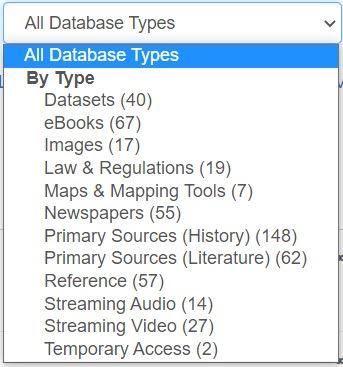 All Database Types
All Database Types
By Type
Datasets (40)
eBooks (67)
Images (17)
Law & Regulations (19)
Maps & Mapping Tools (7)
Newspapers (55)
Primary Sources (History) (148)
Primary Sources (Literature) (62)
Reference (57)
Streaming Audio (14)
Streaming Video (27)
Temporary Access (2)